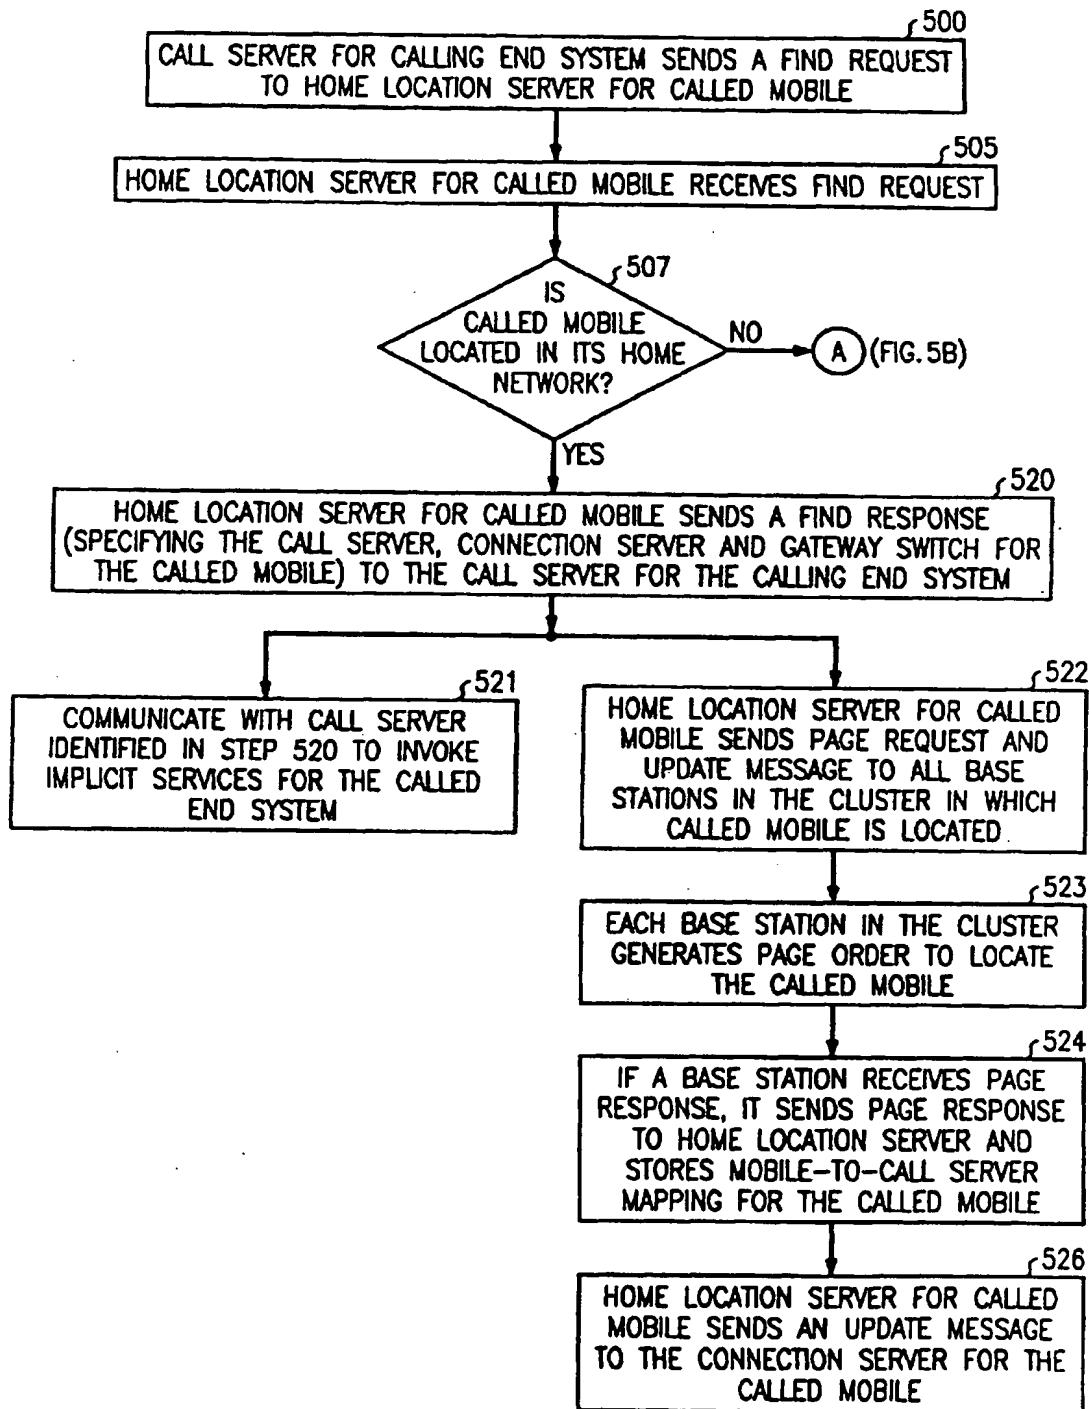 500
CALL SERVER FOR CALLING END SYSTEM SENDS A FIND REQUEST
TO HOME LOCATION SERVER FOR CALLED MOBILE
505
HOME LOCATION SERVER FOR CALLED MOBILE RECEIVES FIND REQUEST
507
IS
CALLED MOBILE
LOCATED IN ITS HOME
NETWORK?
NO
A (FIG. 5B)
YES
520
HOME LOCATION SERVER FOR CALLED MOBILE SENDS A FIND RESPONSE
(SPECIFYING THE CALL SERVER, CONNECTION SERVER AND GATEWAY SWITCH FOR
THE CALLED MOBILE) TO THE CALL SERVER FOR THE CALLING END SYSTEM
521
COMMUNICATE WITH CALL SERVER
IDENTIFIED IN STEP 520 TO INVOKE
IMPLICIT SERVICES FOR THE CALLED
END SYSTEM
522
HOME LOCATION SERVER FOR CALLED
MOBILE SENDS PAGE REQUEST AND
UPDATE MESSAGE TO ALL BASE
STATIONS IN THE CLUSTER IN WHICH
CALLED MOBILE IS LOCATED
523
EACH BASE STATION IN THE CLUSTER
GENERATES PAGE ORDER TO LOCATE
THE CALLED MOBILE
524
IF A BASE STATION RECEIVES PAGE
RESPONSE, IT SENDS PAGE RESPONSE
TO HOME LOCATION SERVER AND
STORES MOBILE-TO-CALL SERVER
MAPPING FOR THE CALLED MOBILE
526
HOME LOCATION SERVER FOR CALLED
MOBILE SENDS AN UPDATE MESSAGE
TO THE CONNECTION SERVER FOR THE
CALLED MOBILE